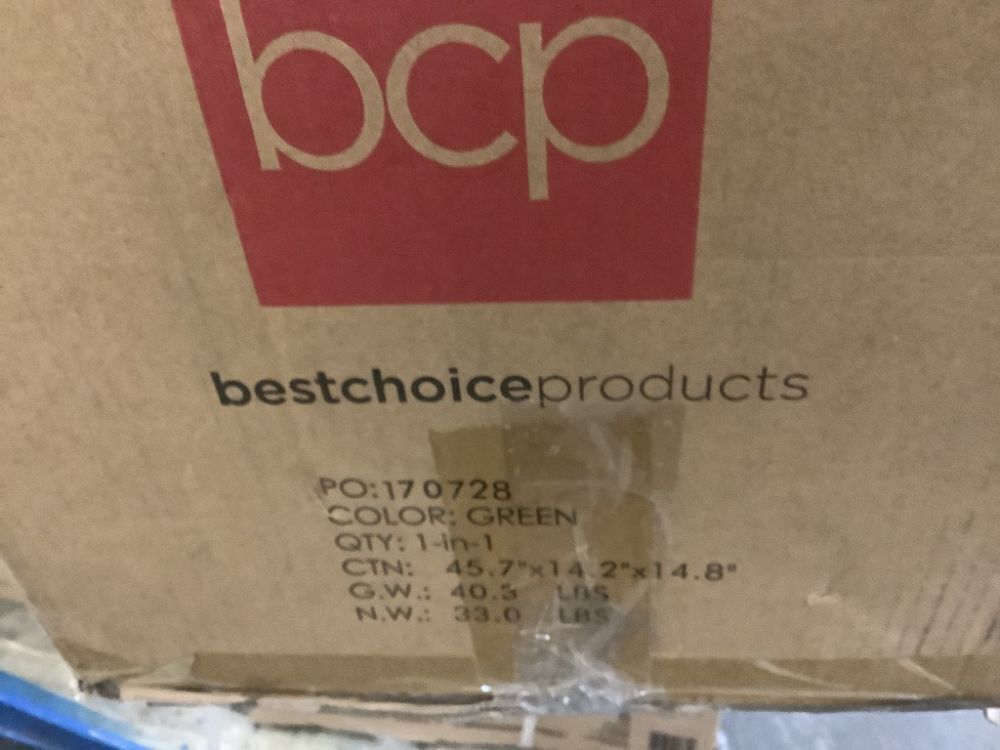 bcp
bestchoiceproducts
PO:170728
COLOR: GREEN
QTY: 1-in-1
CTN: 45.7"x14.2"x14.8"
G.W.: 40.3 LBS
N.W.: 33.0 LBS